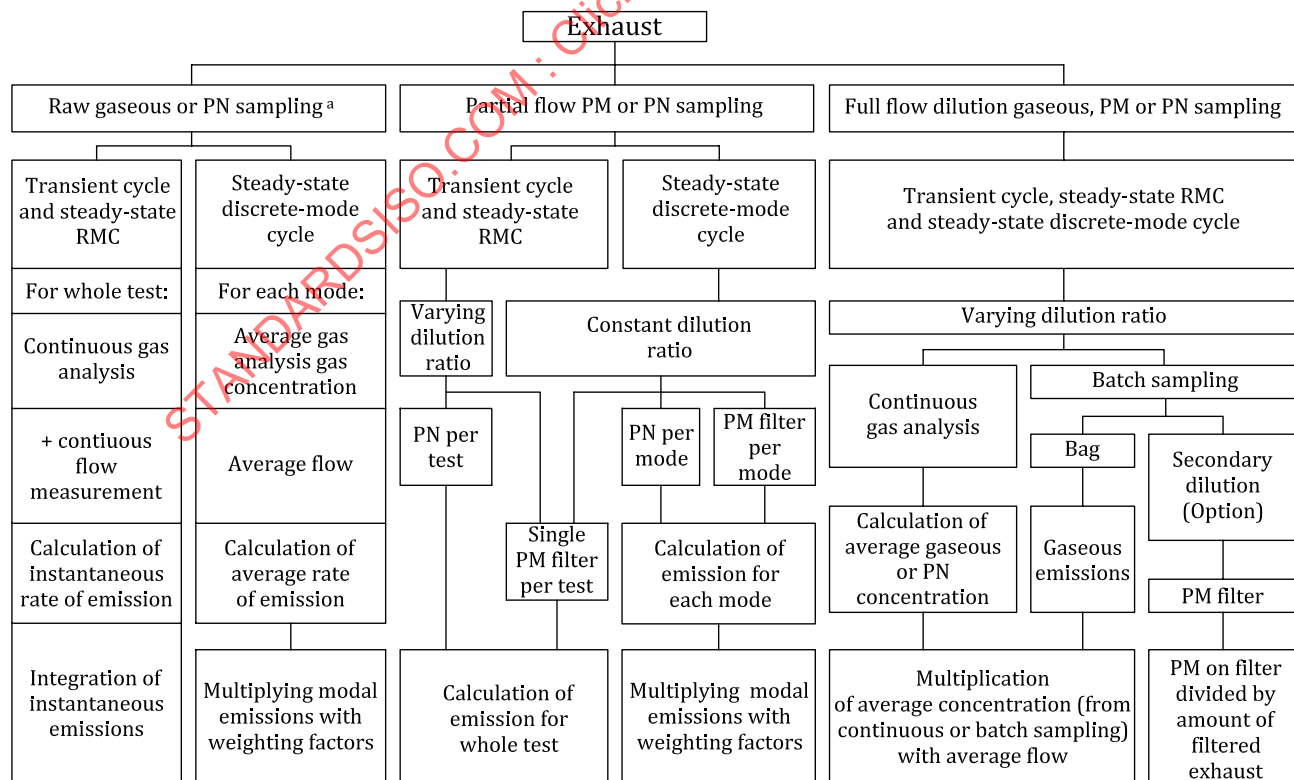 Exhaust
Raw gaseous or PN sampling a
Partial flow PM or PN sampling
Full flow dilution gaseous, PM or PN sampling
Transient cycle
and steady-state
RMC
Steady-state
discrete-mode
cycle
Transient cycle
and steady-state
RMC
Steady-state
discrete-mode
cycle
Transient cycle, steady-state RMC
and steady-state discrete-mode cycle
For whole test:
For each mode:
Varying
dilution
ratio
Constant dilution
ratio
Varying dilution ratio
Continuous gas
analysis
Average gas
analysis gas
concentration
Continuous
gas analysis
Batch sampling
+ contiuous
flow
measurement
Average flow
PN per
test
PN per
mode
PM filter
per
mode
Bag
Secondary
dilution
(Option)
Calculation of
instantaneous
rate of emission
Calculation of
average rate
of emission
Single
PM filter
per test
Calculation of
emission for
each mode
Calculation of
average gaseous
or PN
concentration
Gaseous
emissions
PM filter
Integration of
instantaneous
emissions
Multiplying modal
emissions with
weighting factors
Calculation of
emission for
whole test
Multiplying modal
emissions with
weighting factors
Multiplication
of average concentration (from
continuous or batch sampling)
with average flow
PM on filter
divided by
amount of
filtered
exhaust
STANDARDSISO.COM :